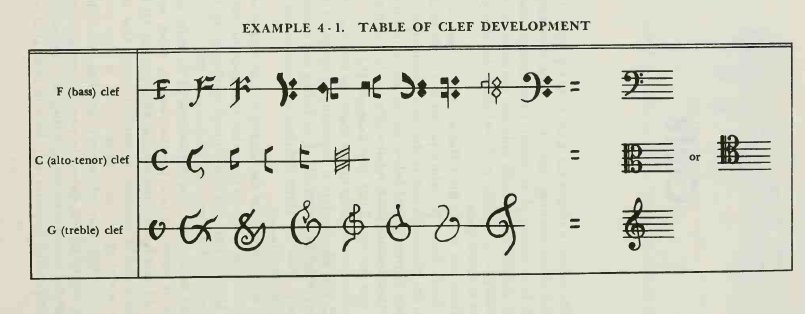 EXAMPLE 4-1. TABLE OF CLEF DEVELOPMENT
F (bass) clef
C (alto-tenor) clef
or
G (treble) clef